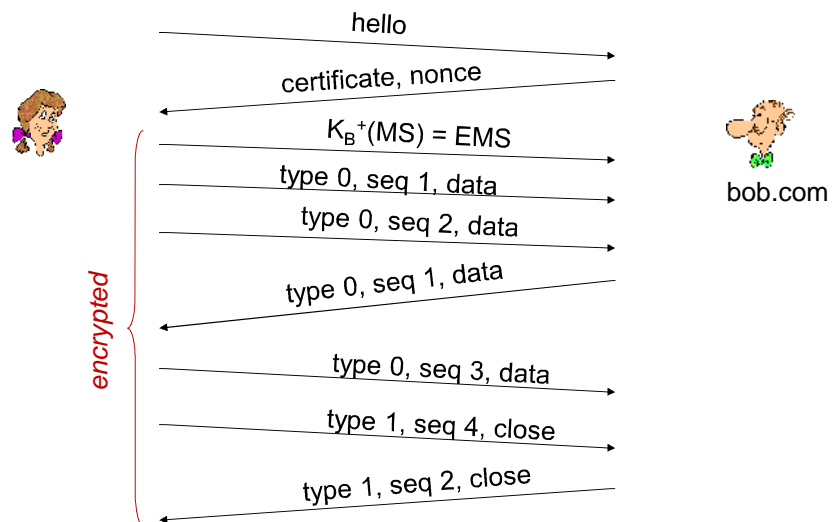 hello
certificate, nonce
K_B⁺(MS) = EMS
type 0, seq 1, data
bob.com
type 0, seq 2, data
type 0, seq 1, data
encrypted
type 0, seq 3, data
type 1, seq 4, close
type 1, seq 2, close